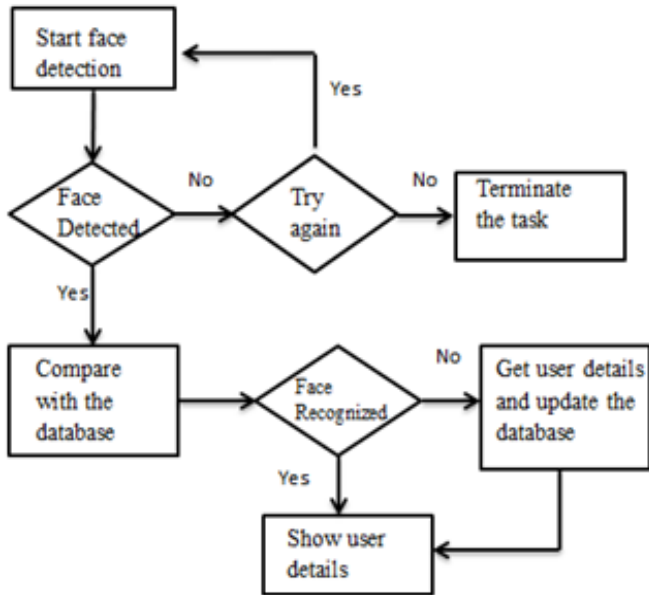 Start face
detection
Yes
Face
Detected
No
Try
again
No
Terminate
the task
Yes
Compare
with the
database
Face
Recognized
No
Get user details
and update the
database
Yes
Show user
details